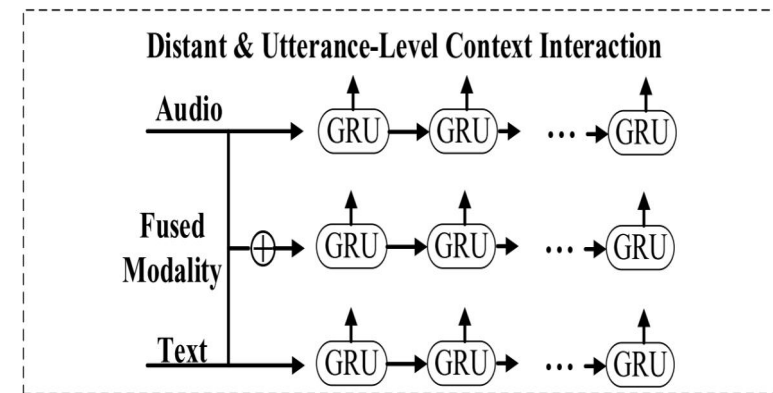 Distant & Utterance-Level Context Interaction
Audio
GRU GRU ... GRU
Fused
Modality
GRU GRU ... GRU
Text
GRU GRU ... GRU